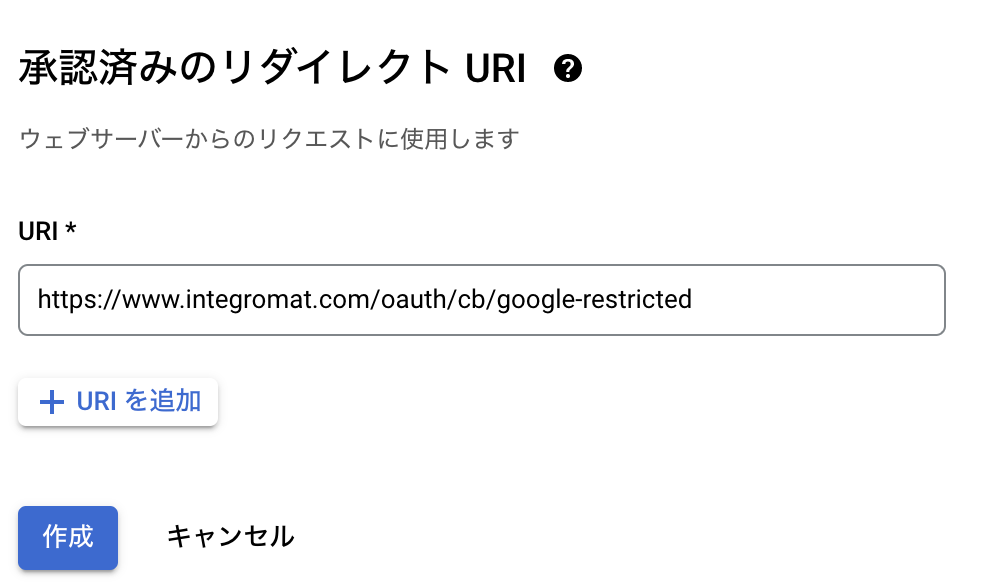 承認済みのリダイレクト URI
ウェブサーバーからのリクエストに使用します
URI *
https://www.integromat.com/oauth/cb/google-restricted
+ URI を追加
作成 キャンセル